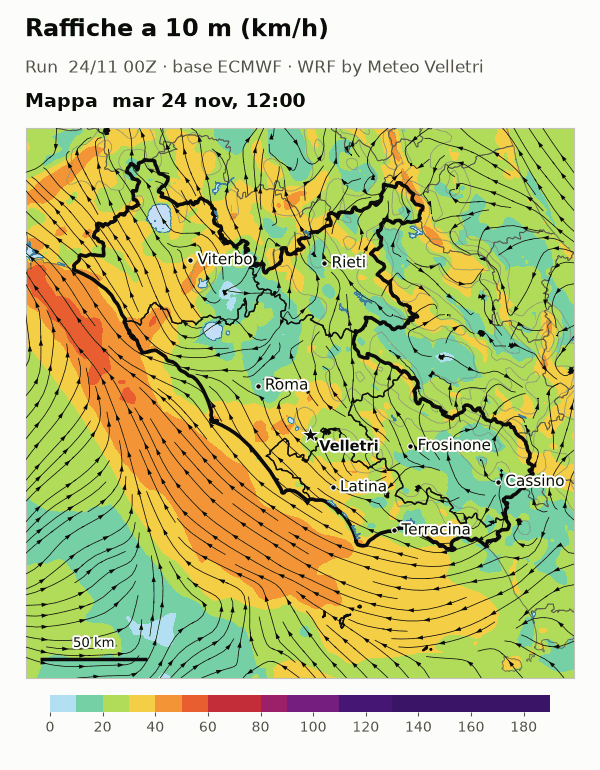 Raffiche a 10 m (km/h)
Run  24/11 00Z · base ECMWF · WRF by Meteo Velletri
Mappa  mar 24 nov, 12:00
Viterbo
Rieti
Roma
Velletri
Frosinone
Latina
Cassino
Terracina
50 km
0 20 40 60 80 100 120 140 160 180